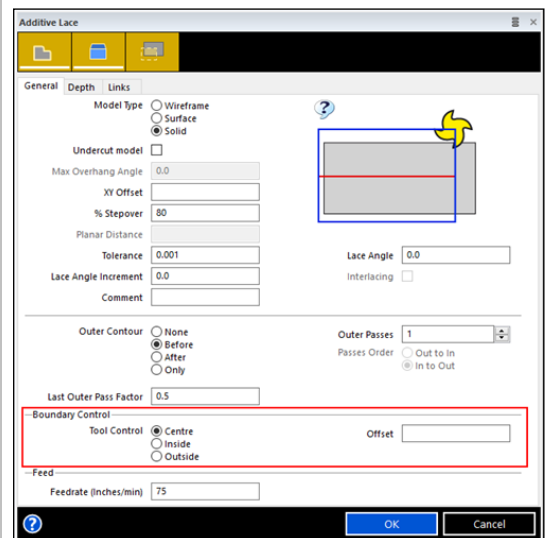 Additive Lace
General Depth Links
Model Type Wireframe
Surface
Solid
Undercut model
Max Overhang Angle 0.0
XY Offset
% Stepover 80
Planar Distance
Tolerance 0.001 Lace Angle 0.0
Lace Angle Increment 0.0 Interlacing
Comment
Outer Contour None Outer Passes 1
Before
After Passes Order Out to In
Only In to Out
Last Outer Pass Factor 0.5
Boundary Control
Tool Control Centre Offset
Inside
Outside
Feed
Feedrate (Inches/min) 75
OK Cancel